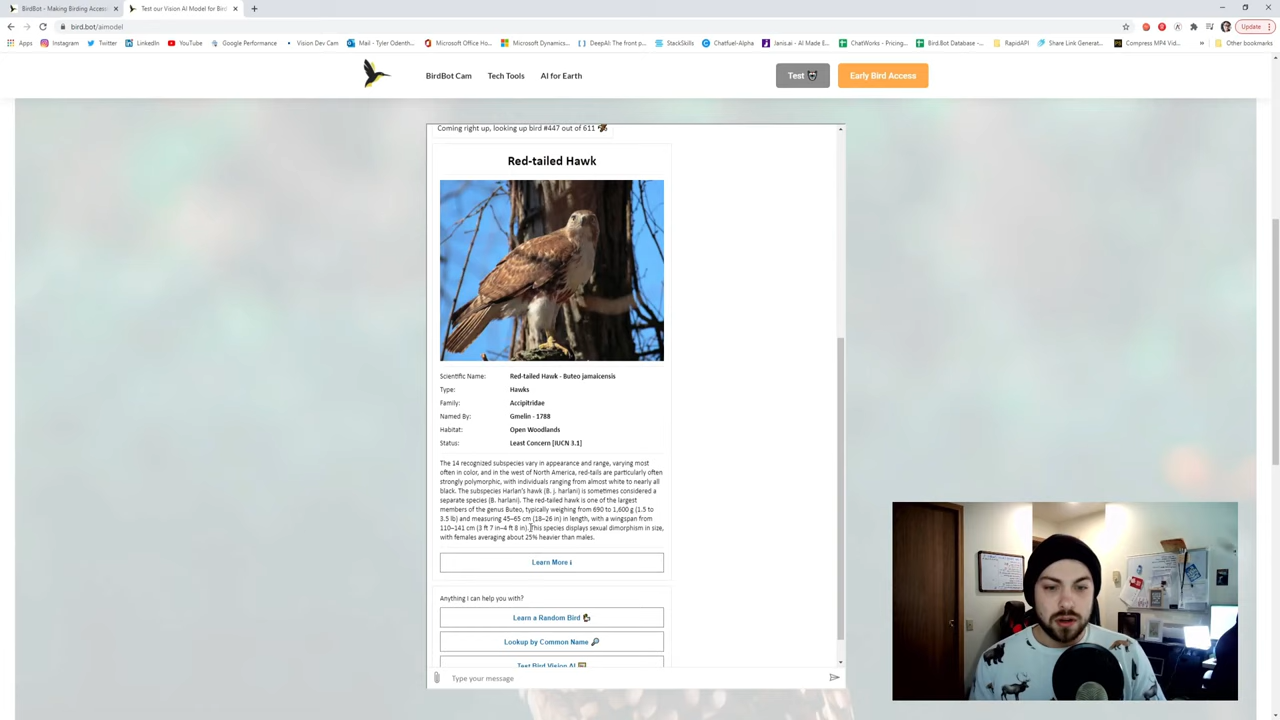 BirdBot - Making Birding Access
Test our Vision AI Model for Bird
bird.bot/aimodel
Update
Apps
Instagram
Twitter
LinkedIn
YouTube
Google Performance
Vision Dev Cam
Mail - Tyler Odenth...
Microsoft Office Ho...
Microsoft Dynamics...
DeepAI: The front p...
StackSkills
Chatfuel-Alpha
Janis.ai - AI Made E...
ChatWorks - Pricing...
Bird.Bot Database -...
RapidAPI
Share Link Generat...
Compress MP4 Vid...
Other bookmarks
BirdBot Cam
Tech Tools
AI for Earth
Test
Early Bird Access
Coming right up, looking up bird #447 out of 611
Red-tailed Hawk
Scientific Name: Red-tailed Hawk - Buteo jamaicensis
Type: Hawks
Family: Accipitridae
Named By: Gmelin - 1788
Habitat: Open Woodlands
Status: Least Concern [IUCN 3.1]
The 14 recognized subspecies vary in appearance and range, varying most
often in color, and in the west of North America, red-tails are particularly often
strongly polymorphic, with individuals ranging from almost white to nearly all
black. The subspecies Harlan's hawk (B. j. harlani) is sometimes considered a
separate species (B. harlani). The red-tailed hawk is one of the largest
members of the genus Buteo, typically weighing from 690 to 1,600 g (1.5 to
3.5 lb) and measuring 45–65 cm (18–26 in) in length, with a wingspan from
110–141 cm (3 ft 7 in–4 ft 8 in). This species displays sexual dimorphism in size,
with females averaging about 25% heavier than males.
Learn More ℹ
Anything I can help you with?
Learn a Random Bird
Lookup by Common Name
Test Bird Vision AI
Type your message